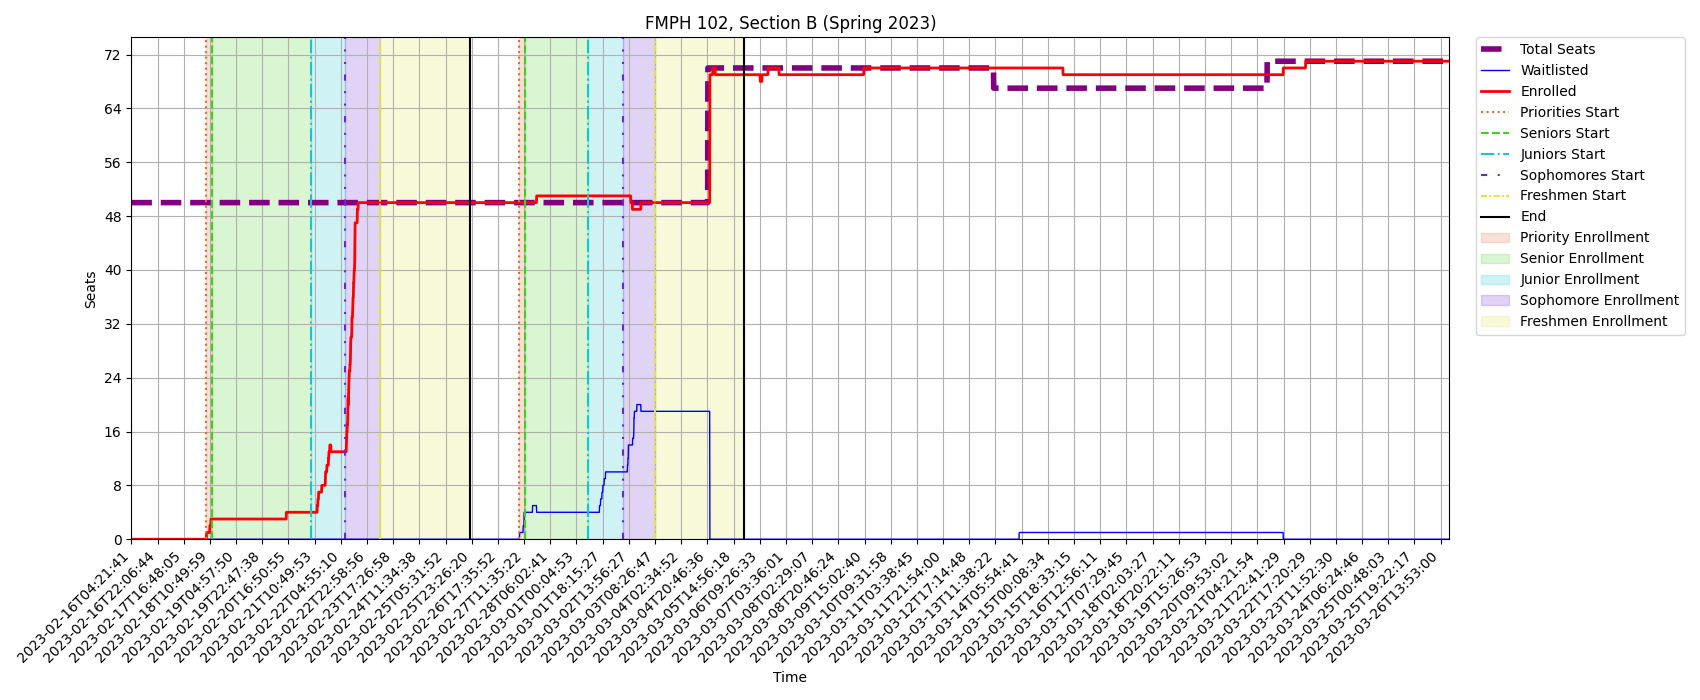 FMPH 102, Section B (Spring 2023)
72
64
56
48
40
32
24
16
8
0
Seats
2023-02-16T04:21:41
2023-02-16T22:06:44
2023-02-17T16:48:05
2023-02-18T10:49:59
2023-02-19T04:57:50
2023-02-19T22:47:38
2023-02-20T16:50:55
2023-02-21T10:49:53
2023-02-22T04:55:10
2023-02-22T22:58:56
2023-02-23T17:26:58
2023-02-24T11:34:38
2023-02-25T05:31:52
2023-02-25T23:26:20
2023-02-26T17:35:52
2023-02-27T11:35:22
2023-02-28T06:02:41
2023-03-01T00:04:53
2023-03-01T18:15:27
2023-03-02T13:56:27
2023-03-03T08:26:47
2023-03-04T02:34:52
2023-03-04T20:46:36
2023-03-05T14:56:18
2023-03-06T09:26:33
2023-03-07T03:36:01
2023-03-08T02:29:07
2023-03-08T20:46:24
2023-03-09T15:02:40
2023-03-10T09:31:58
2023-03-11T03:38:45
2023-03-11T21:54:00
2023-03-12T17:14:48
2023-03-13T11:38:22
2023-03-14T05:54:41
2023-03-15T00:08:34
2023-03-15T18:33:15
2023-03-16T12:56:11
2023-03-17T07:29:45
2023-03-18T02:03:27
2023-03-18T20:22:11
2023-03-19T15:26:53
2023-03-20T09:53:02
2023-03-21T04:21:54
2023-03-21T22:41:29
2023-03-22T17:20:29
2023-03-23T11:52:30
2023-03-24T06:24:46
2023-03-25T00:48:03
2023-03-25T19:22:17
2023-03-26T13:53:00
Time
Total Seats
Waitlisted
Enrolled
Priorities Start
Seniors Start
Juniors Start
Sophomores Start
Freshmen Start
End
Priority Enrollment
Senior Enrollment
Junior Enrollment
Sophomore Enrollment
Freshmen Enrollment